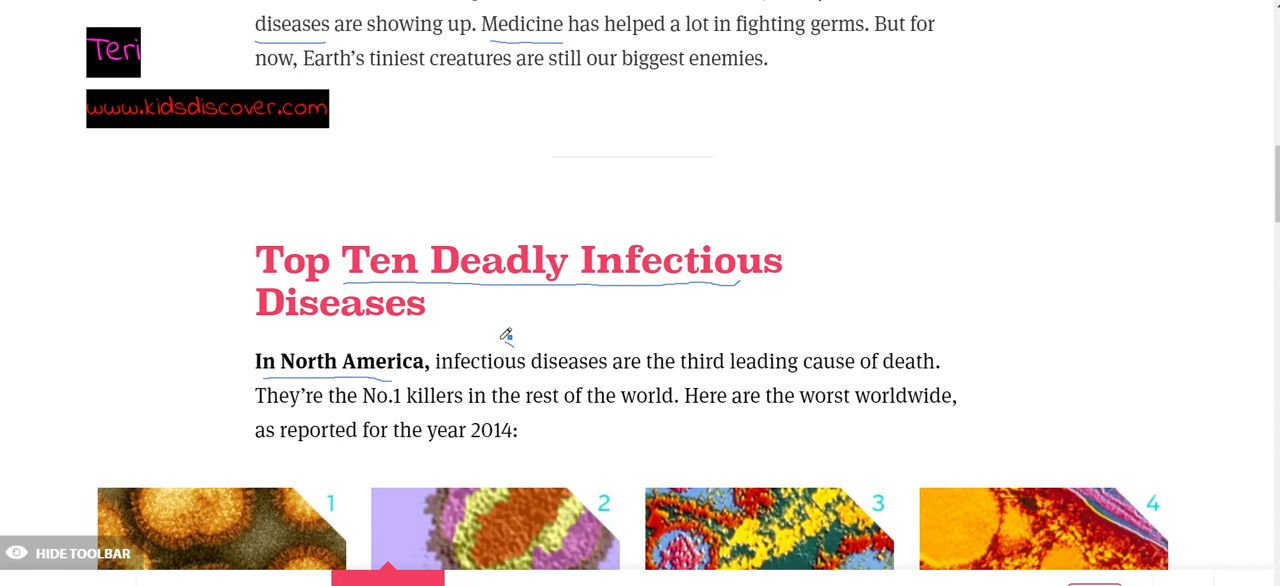 diseases are showing up. Medicine has helped a lot in fighting germs. But for
now, Earth’s tiniest creatures are still our biggest enemies.
Teri
www.kidsdiscover.com
Top Ten Deadly Infectious
Diseases
In North America, infectious diseases are the third leading cause of death.
They’re the No.1 killers in the rest of the world. Here are the worst worldwide,
as reported for the year 2014:
1
2
3
4
HIDE TOOLBAR